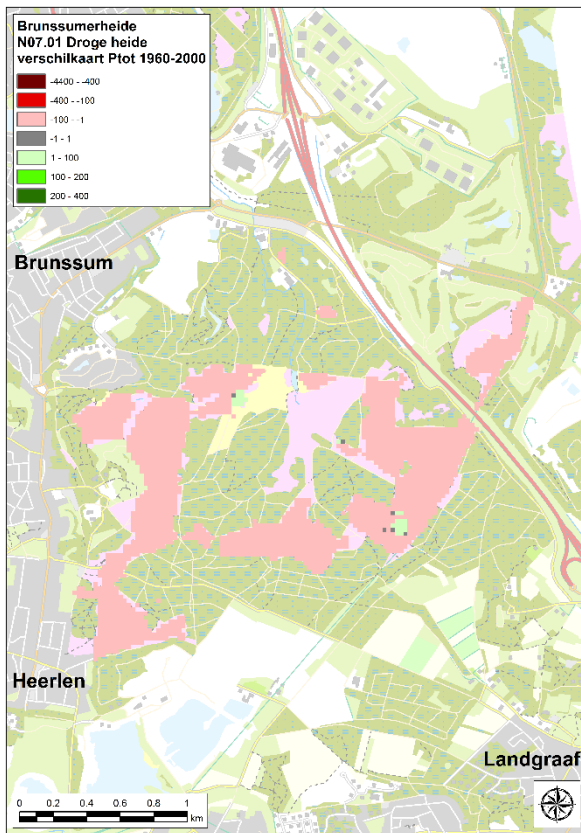 Brunssumerheide
N07.01 Droge heide
verschilkaart Ptot 1960-2000
-4400 - -400
-400 - -100
-100 - -1
-1 - 1
1 - 100
100 - 200
200 - 400
Brunssum
Heerlen
Landgraaf
0 0.2 0.4 0.6 0.8 1
km